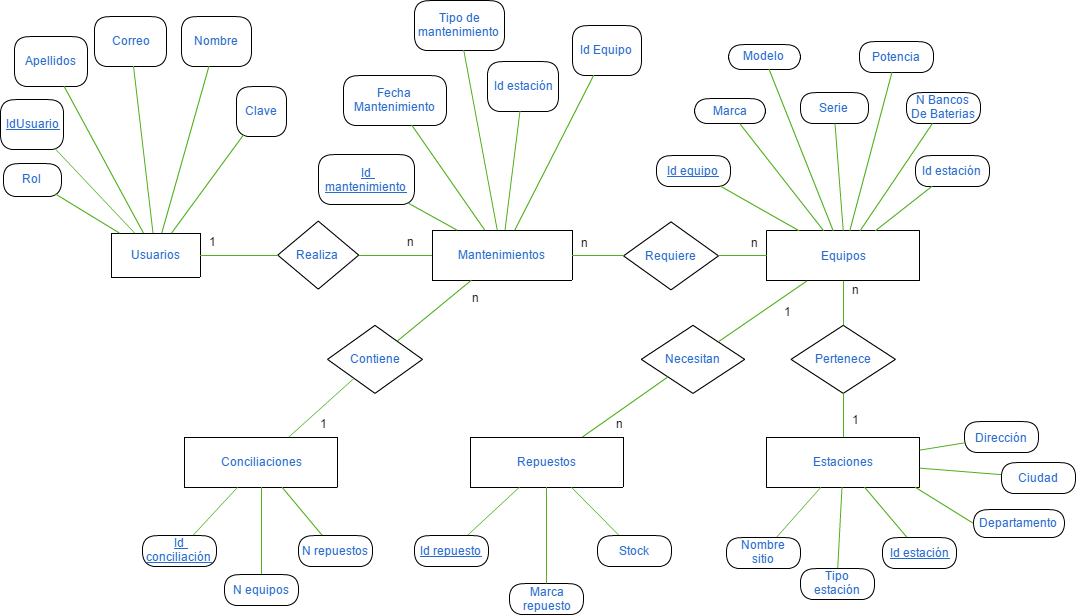 Tipo de
mantenimiento
Correo
Nombre
Id Equipo
Apellidos
Modelo
Potencia
Id estación
Fecha
Mantenimiento
Clave
Marca
Serie
N Bancos
De Baterias
IdUsuario
Rol
Id
mantenimiento
Id equipo
Id estación
1
n
n
n
Usuarios
Realiza
Mantenimientos
Requiere
Equipos
n
n
1
Contiene
Necesitan
Pertenece
1
n
1
Dirección
Conciliaciones
Repuestos
Estaciones
Ciudad
Departamento
Id
conciliación
N repuestos
Id repuesto
Stock
Nombre
sitio
Id estación
N equipos
Marca
repuesto
Tipo
estación